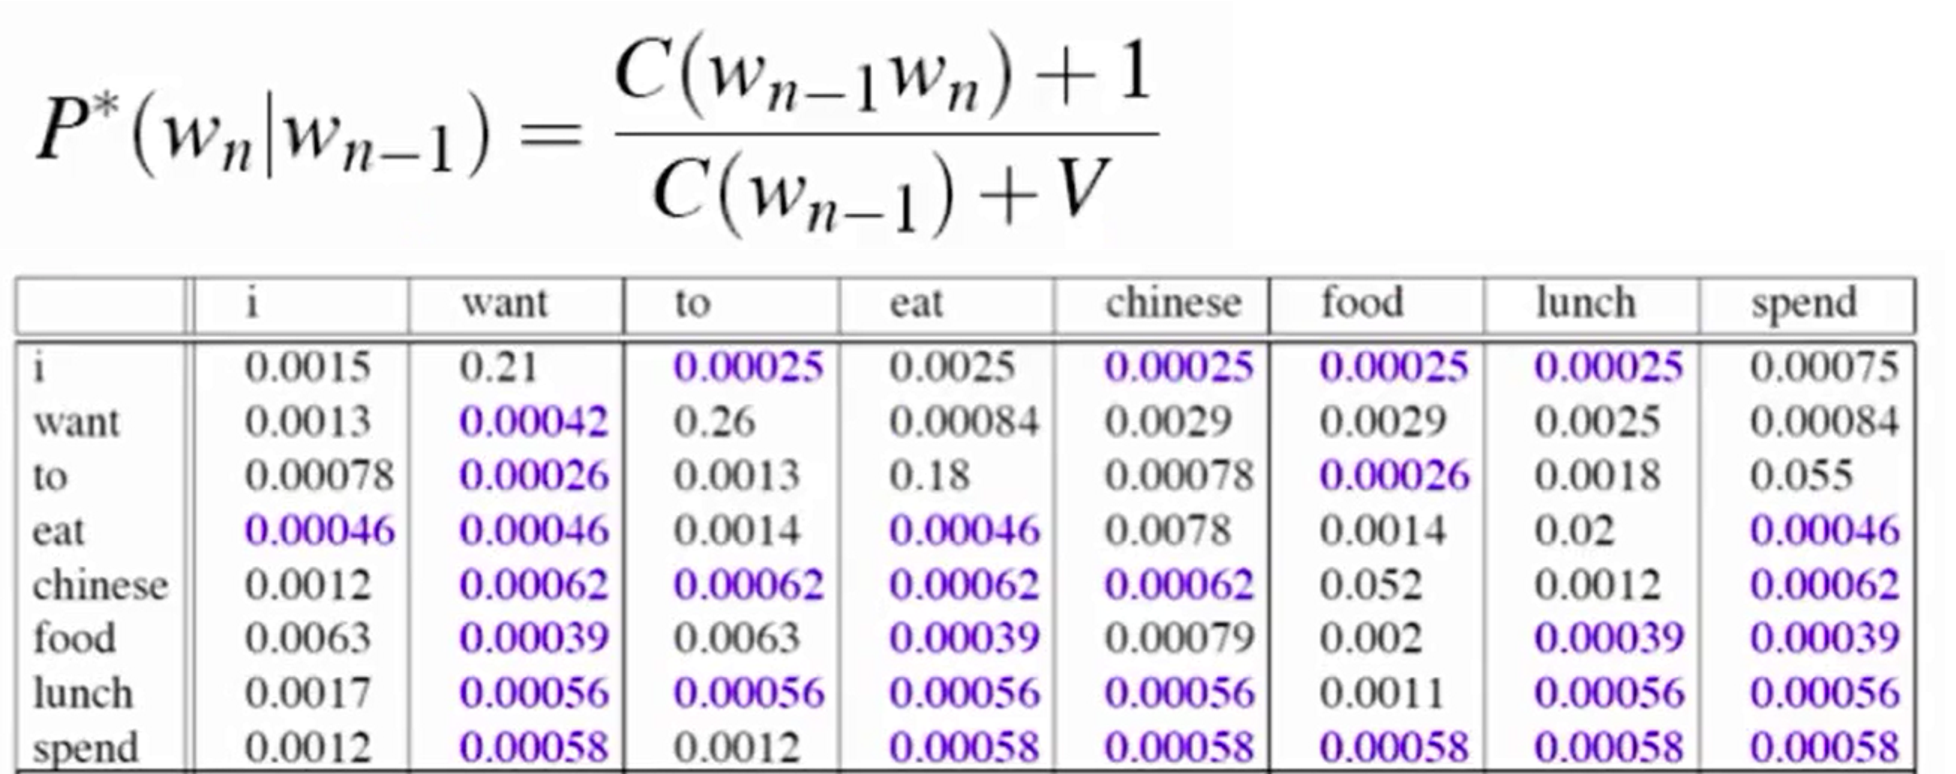 P*(wₙ|wₙ₋₁) = C(wₙ₋₁wₙ) + 1 / C(wₙ₋₁) + V
i want to eat chinese food lunch spend
i 0.0015 0.21 0.00025 0.0025 0.00025 0.00025 0.00025 0.00075
want 0.0013 0.00042 0.26 0.00084 0.0029 0.0029 0.0025 0.00084
to 0.00078 0.00026 0.0013 0.18 0.00078 0.00026 0.0018 0.055
eat 0.00046 0.00046 0.0014 0.00046 0.0078 0.0014 0.02 0.00046
chinese 0.0012 0.00062 0.00062 0.00062 0.00062 0.052 0.0012 0.00062
food 0.0063 0.00039 0.0063 0.00039 0.00079 0.002 0.00039 0.00039
lunch 0.0017 0.00056 0.00056 0.00056 0.00056 0.0011 0.00056 0.00056
spend 0.0012 0.00058 0.0012 0.00058 0.00058 0.00058 0.00058 0.00058